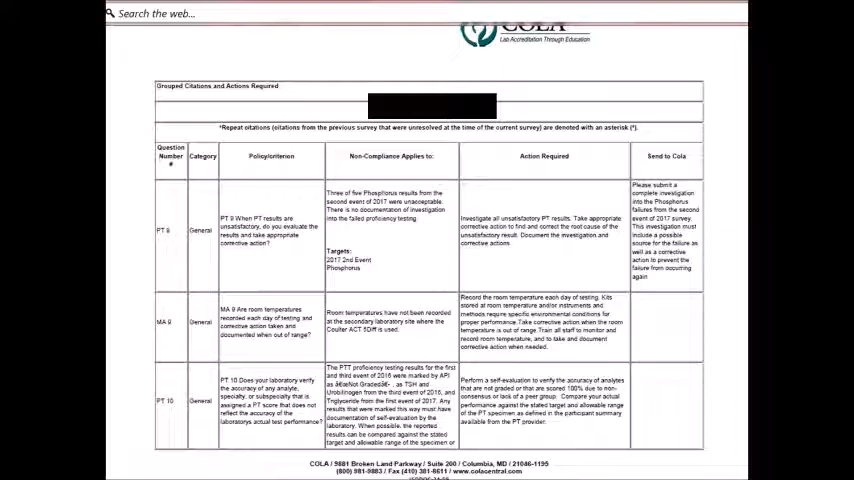 Search the web...
COLA
Lab Accreditation Through Education
Grouped Citations and Actions Required
*Repeat citations (citations from the previous survey that were unresolved at the time of the current survey) are denoted with an asterisk (*).
Question
Number
#
Category
Policy/criterion
Non-Compliance Applies to:
Action Required
Send to Cola
PT 9
General
PT 9 When PT results are
unsatisfactory, do you evaluate the
results and take appropriate
corrective action?
Three of five Phosphorus results from the
second event of 2017 were unacceptable.
There is no documentation of investigation
into the failed proficiency testing.
Targets:
2017 2nd Event
Phosphorus
Investigate all unsatisfactory PT results. Take appropriate
corrective action to find and correct the root cause of the
unsatisfactory result. Document the investigation and
corrective actions.
Please submit a
complete investigation
into the Phosphorus
failures from the second
event of 2017 survey.
This investigation must
include a possible
source for the failure as
well as a corrective
action to prevent the
failure from occurring
again
MA 9
General
MA 9 Are room temperatures
recorded each day of testing and
corrective action taken and
documented when out of range?
Room temperatures have not been recorded
at the secondary laboratory site where the
Coulter ACT 5Diff is used.
Record the room temperature each day of testing. Kits
stored at room temperature and/or instruments and
methods require specific environmental conditions for
proper performance.Take corrective action when the room
temperature is out of range.Train all staff to monitor and
record room temperature, and to take and document
corrective action when needed.
PT 10
General
PT 10 Does your laboratory verify
the accuracy of any analyte,
specialty, or subspecialty that is
assigned a PT score that does not
reflect the accuracy of the
laboratorys actual test performance?
The PTT proficiency testing results for the first
and third event of 2016 were marked by API
as â€œNot Gradedâ€ , as TSH and
Urobilinogen from the third event of 2016, and
Triglyceride from the first event of 2017. Any
results that were marked this way must have
documentation of self-evaluation by the
laboratory. When possible, the reported
results can be compared against the stated
target and allowable range of the specimen or
Perform a self-evaluation to verify the accuracy of analytes
that are not graded or that are scored 100% due to non-
consensus or lack of a peer group. Compare your actual
performance against the stated target and allowable range
of the PT specimen as defined in the participant summary
available from the PT provider.
COLA / 9881 Broken Land Parkway / Suite 200 / Columbia, MD / 21046-1195
(800) 981-9883 / Fax (410) 381-8611 / www.colacentral.com